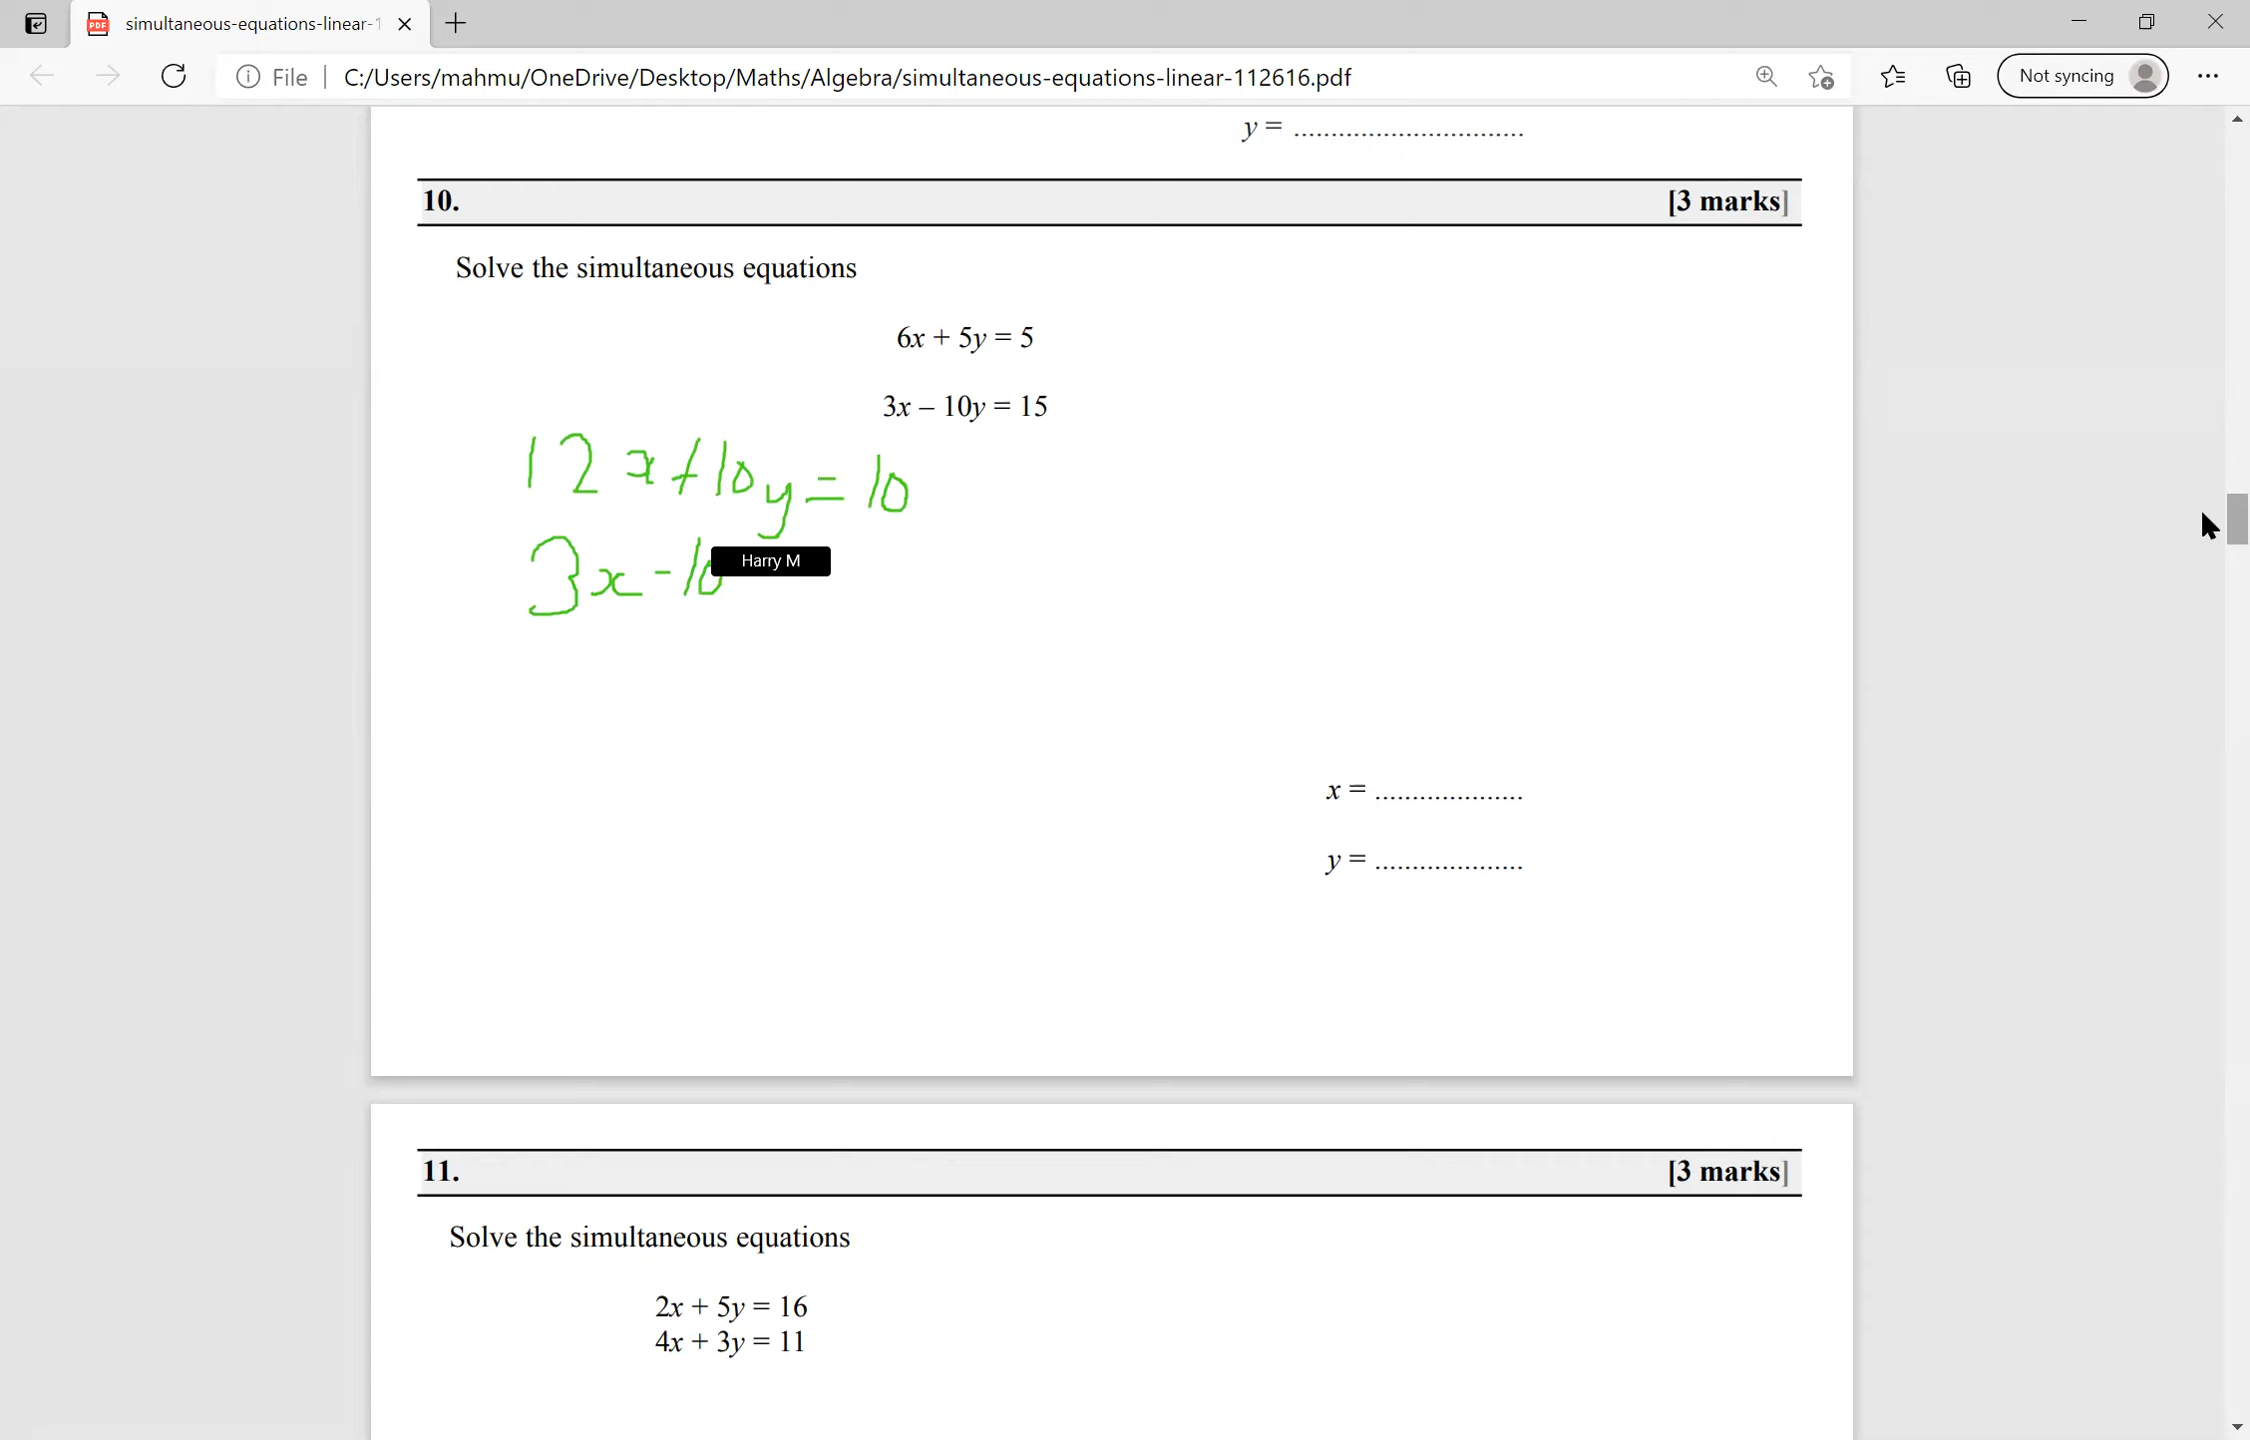 simultaneous-equations-linear-1
File | C:/Users/mahmu/OneDrive/Desktop/Maths/Algebra/simultaneous-equations-linear-112616.pdf
Not syncing
y = ...............................
10. [3 marks]
Solve the simultaneous equations
6x + 5y = 5
3x – 10y = 15
12x+10y=10
3x-10
Harry M
x = ....................
y = ....................
11. [3 marks]
Solve the simultaneous equations
2x + 5y = 16
4x + 3y = 11